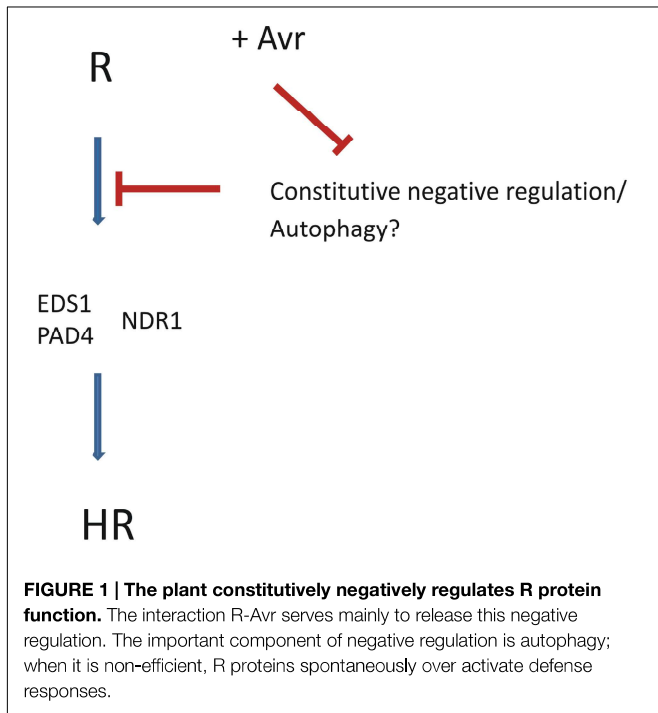 + Avr
R
Constitutive negative regulation/
Autophagy?
EDS1
PAD4
NDR1
HR
FIGURE 1 | The plant constitutively negatively regulates R protein
function. The interaction R-Avr serves mainly to release this negative
regulation. The important component of negative regulation is autophagy;
when it is non-efficient, R proteins spontaneously over activate defense
responses.